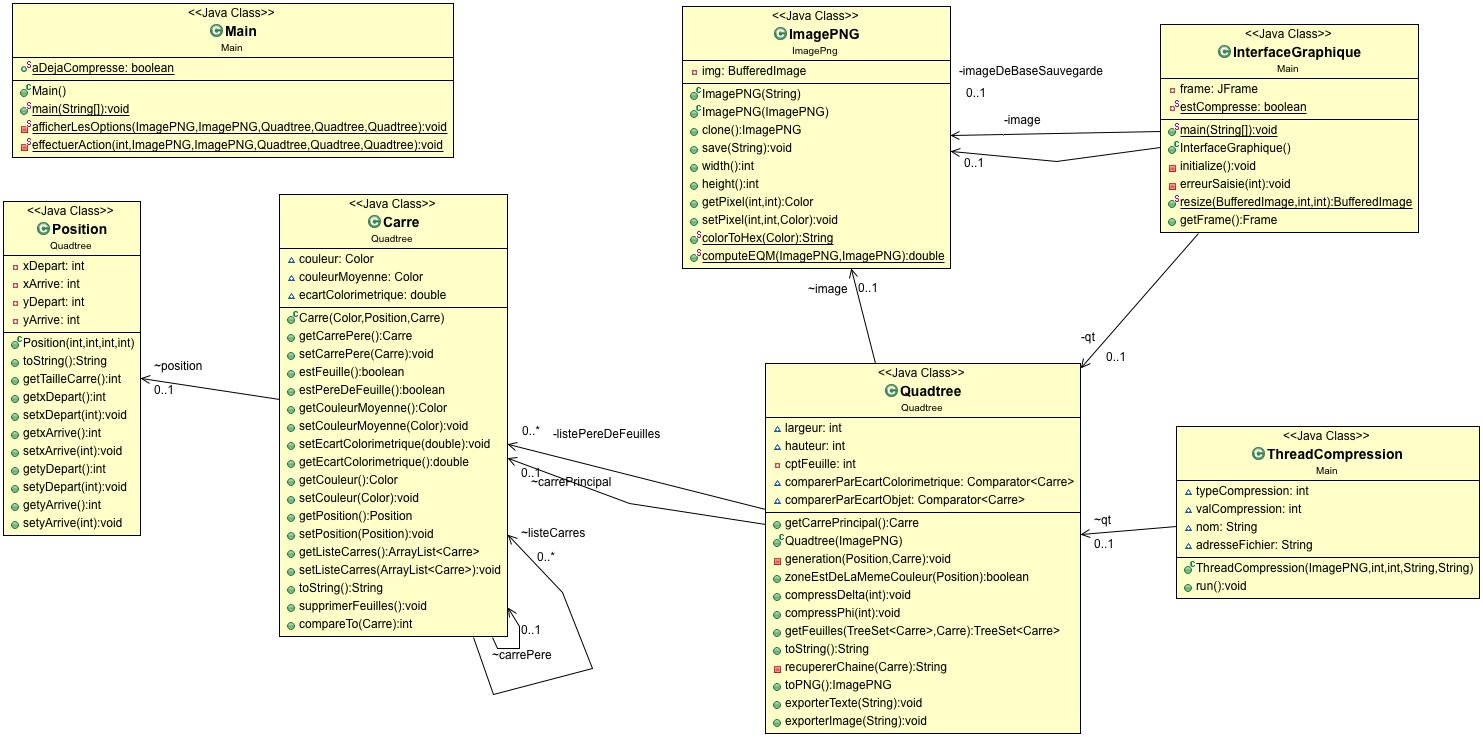 <<Java Class>>
Main
Main
aDejaCompresse: boolean
Main()
main(String[]):void
afficherLesOptions(ImagePNG,ImagePNG,Quadtree,Quadtree,Quadtree):void
effectuerAction(int,ImagePNG,ImagePNG,Quadtree,Quadtree,Quadtree):void
<<Java Class>>
ImagePNG
ImagePng
img: BufferedImage
ImagePNG(String)
ImagePNG(ImagePNG)
clone():ImagePNG
save(String):void
width():int
height():int
getPixel(int,int):Color
setPixel(int,int,Color):void
colorToHex(Color):String
computeEQM(ImagePNG,ImagePNG):double
-imageDeBaseSauvegarde
0..1
-image
0..1
<<Java Class>>
InterfaceGraphique
Main
frame: JFrame
estCompresse: boolean
main(String[]):void
InterfaceGraphique()
initialize():void
erreurSaisie(int):void
resize(BufferedImage,int,int):BufferedImage
getFrame():Frame
<<Java Class>>
Position
Quadtree
xDepart: int
xArrive: int
yDepart: int
yArrive: int
Position(int,int,int,int)
toString():String
getTailleCarre():int
getxDepart():int
setxDepart(int):void
getxArrive():int
setxArrive(int):void
getyDepart():int
setyDepart(int):void
getyArrive():int
setyArrive(int):void
~position
0..1
<<Java Class>>
Carre
Quadtree
couleur: Color
couleurMoyenne: Color
ecartColorimetrique: double
Carre(Color,Position,Carre)
getCarrePere():Carre
setCarrePere(Carre):void
estFeuille():boolean
estPereDeFeuille():boolean
getCouleurMoyenne():Color
setCouleurMoyenne(Color):void
setEcartColorimetrique(double):void
getEcartColorimetrique():double
getCouleur():Color
setCouleur(Color):void
getPosition():Position
setPosition(Position):void
getListeCarres():ArrayList<Carre>
setListeCarres(ArrayList<Carre>):void
toString():String
supprimerFeuilles():void
compareTo(Carre):int
~image
0..1
-qt
0..1
0..*
-listePereDeFeuilles
0..1
~carrePrincipal
~listeCarres
0..*
0..1
~carrePere
<<Java Class>>
Quadtree
Quadtree
largeur: int
hauteur: int
cptFeuille: int
comparerParEcartColorimetrique: Comparator<Carre>
comparerParEcartObjet: Comparator<Carre>
getCarrePrincipal():Carre
Quadtree(ImagePNG)
generation(Position,Carre):void
zoneEstDeLaMemeCouleur(Position):boolean
compressDelta(int):void
compressPhi(int):void
getFeuilles(TreeSet<Carre>,Carre):TreeSet<Carre>
toString():String
recupererChaine(Carre):String
toPNG():ImagePNG
exporterTexte(String):void
exporterImage(String):void
~qt
0..1
<<Java Class>>
ThreadCompression
Main
typeCompression: int
valCompression: int
nom: String
adresseFichier: String
ThreadCompression(ImagePNG,int,int,String,String)
run():void